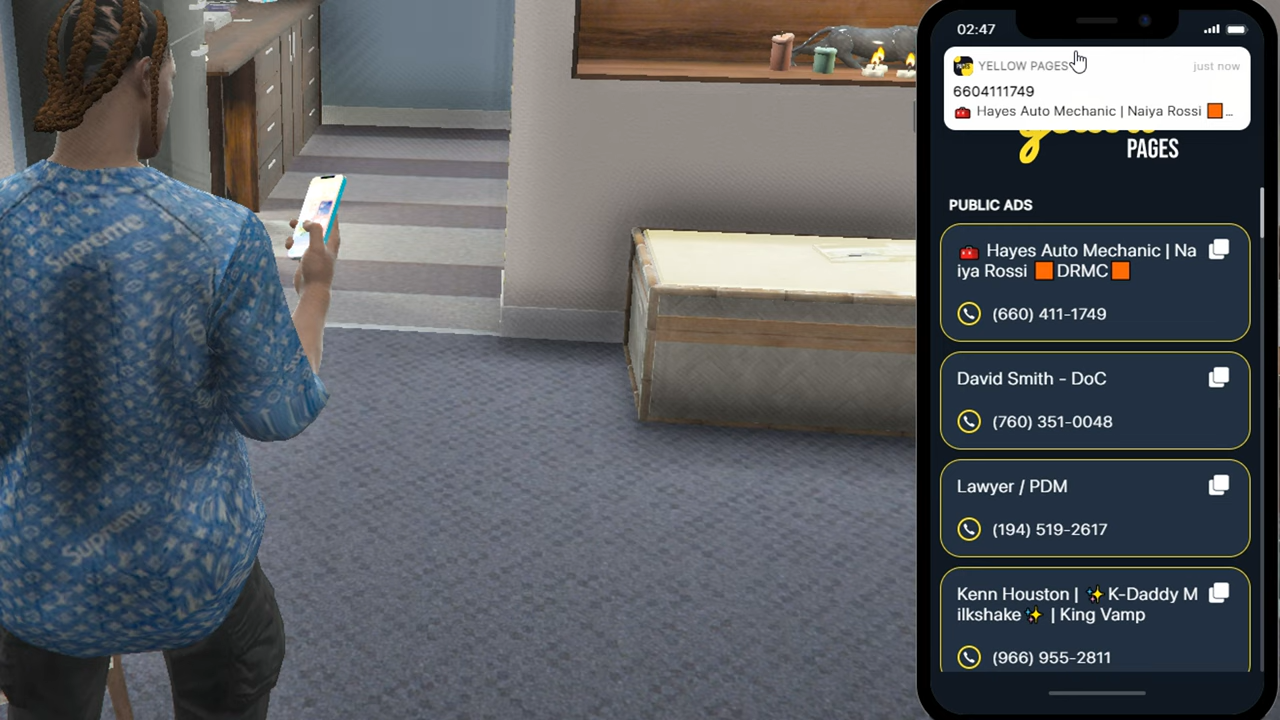 02:47
YELLOW PAGES
just now
6604111749
🧰 Hayes Auto Mechanic | Naiya Rossi 🟧...
PAGES
PUBLIC ADS
🧰 Hayes Auto Mechanic | Na
iya Rossi 🟧DRMC🟧
(660) 411-1749
David Smith - DoC
(760) 351-0048
Lawyer / PDM
(194) 519-2617
Kenn Houston | ✨K-Daddy M
ilkshake✨ | King Vamp
(966) 955-2811
Supreme
Supreme